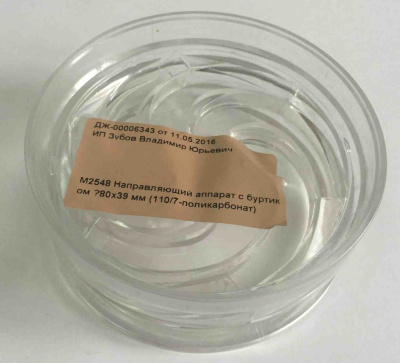 ДЖ-00006343 от 11.05.2016
ИП Зубов Владимир Юрьевич
М2548 Направляющий аппарат с буртик
ом ?80х39 мм (110/7-поликарбонат)